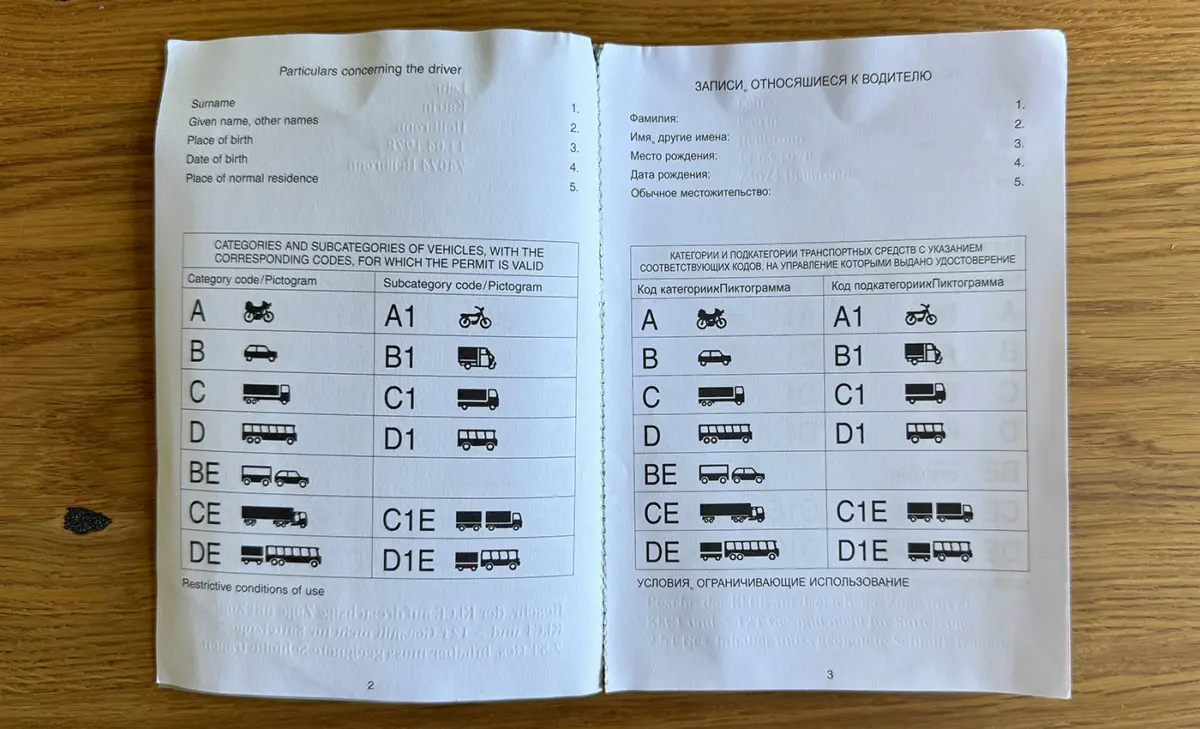 Particulars concerning the driver
Surname 1.
Given name, other names 2.
Place of birth 3.
Date of birth 4.
Place of normal residence 5.
CATEGORIES AND SUBCATEGORIES OF VEHICLES, WITH THE
CORRESPONDING CODES, FOR WHICH THE PERMIT IS VALID
Category code/Pictogram Subcategory code/Pictogram
A A1
B B1
C C1
D D1
BE
CE C1E
DE D1E
Restrictive conditions of use
2
ЗАПИСИ„ ОТНОСЯШИЕСЯ К ВОДИТЕЛЮ
1.
Фамилия: 2.
Имя„ другие имена: 3.
Место рождения: 4.
Дата рождения: 5.
Обычное местожительство:
КАТЕГОРИИ И ПОДКАТЕГОРИИ ТРАНСПОРТНЫХ СРЕДСТВ С УКАЗАНИЕМ
СООТВЕТСТВУЮЩИХ КОДОВ„ НА УПРАВЛЕНИЕ КОТОРЫМИ ВЫДАНО УДОСТОВЕРЕНИЕ
Код категориихПиктограмма Код подкатегориихПиктограмма
A A1
B B1
C C1
D D1
BE
CE C1E
DE D1E
УСЛОВИЯ„ ОГРАНИЧИВАЮЩИЕ ИСПОЛЬЗОВАНИЕ
3